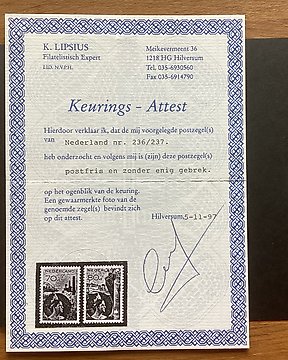 K. LIPSIUS
Filatelistisch Expert
LID. N.V.P.H.
Meikevermeent 36
1218 HG Hilversum
Tel. 035-6930560
Fax 035-6914790
Keurings - Attest
Hierdoor verklaar ik, dat de mij voorgelegde postzegel(s)
van Nederland nr. 236/237.
heb onderzocht en volgens mij is (zijn) deze postzegel(s)
postfris en zonder enig gebrek.
op het ogenblik van de keuring.
Een gewaarmerkte foto van de
genoemde zegel(s) bevindt zich
op dit attest.
Hilversum, 5-11-97
NEDERLAND
70